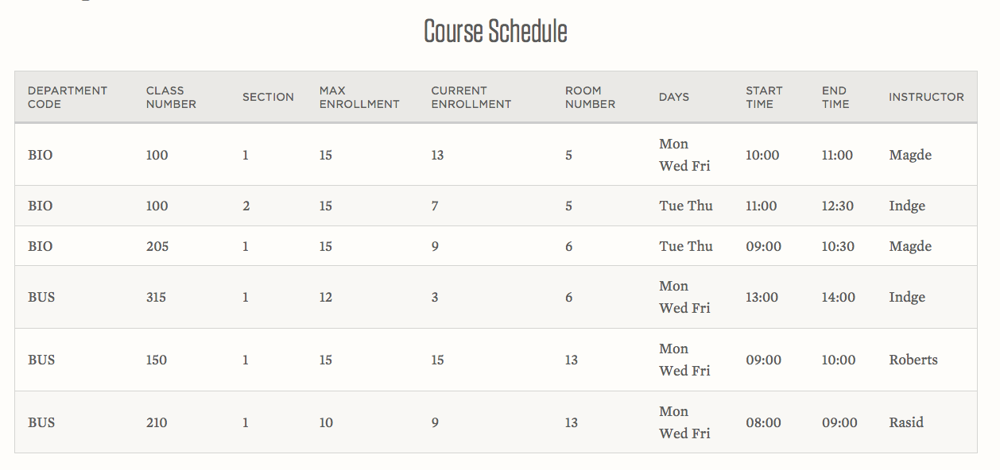 Course Schedule
DEPARTMENT CODE CLASS NUMBER SECTION MAX ENROLLMENT CURRENT ENROLLMENT ROOM NUMBER DAYS START TIME END TIME INSTRUCTOR
BIO 100 1 15 13 5 Mon Wed Fri 10:00 11:00 Magde
BIO 100 2 15 7 5 Tue Thu 11:00 12:30 Indge
BIO 205 1 15 9 6 Tue Thu 09:00 10:30 Magde
BUS 315 1 12 3 6 Mon Wed Fri 13:00 14:00 Indge
BUS 150 1 15 15 13 Mon Wed Fri 09:00 10:00 Roberts
BUS 210 1 10 9 13 Mon Wed Fri 08:00 09:00 Rasid